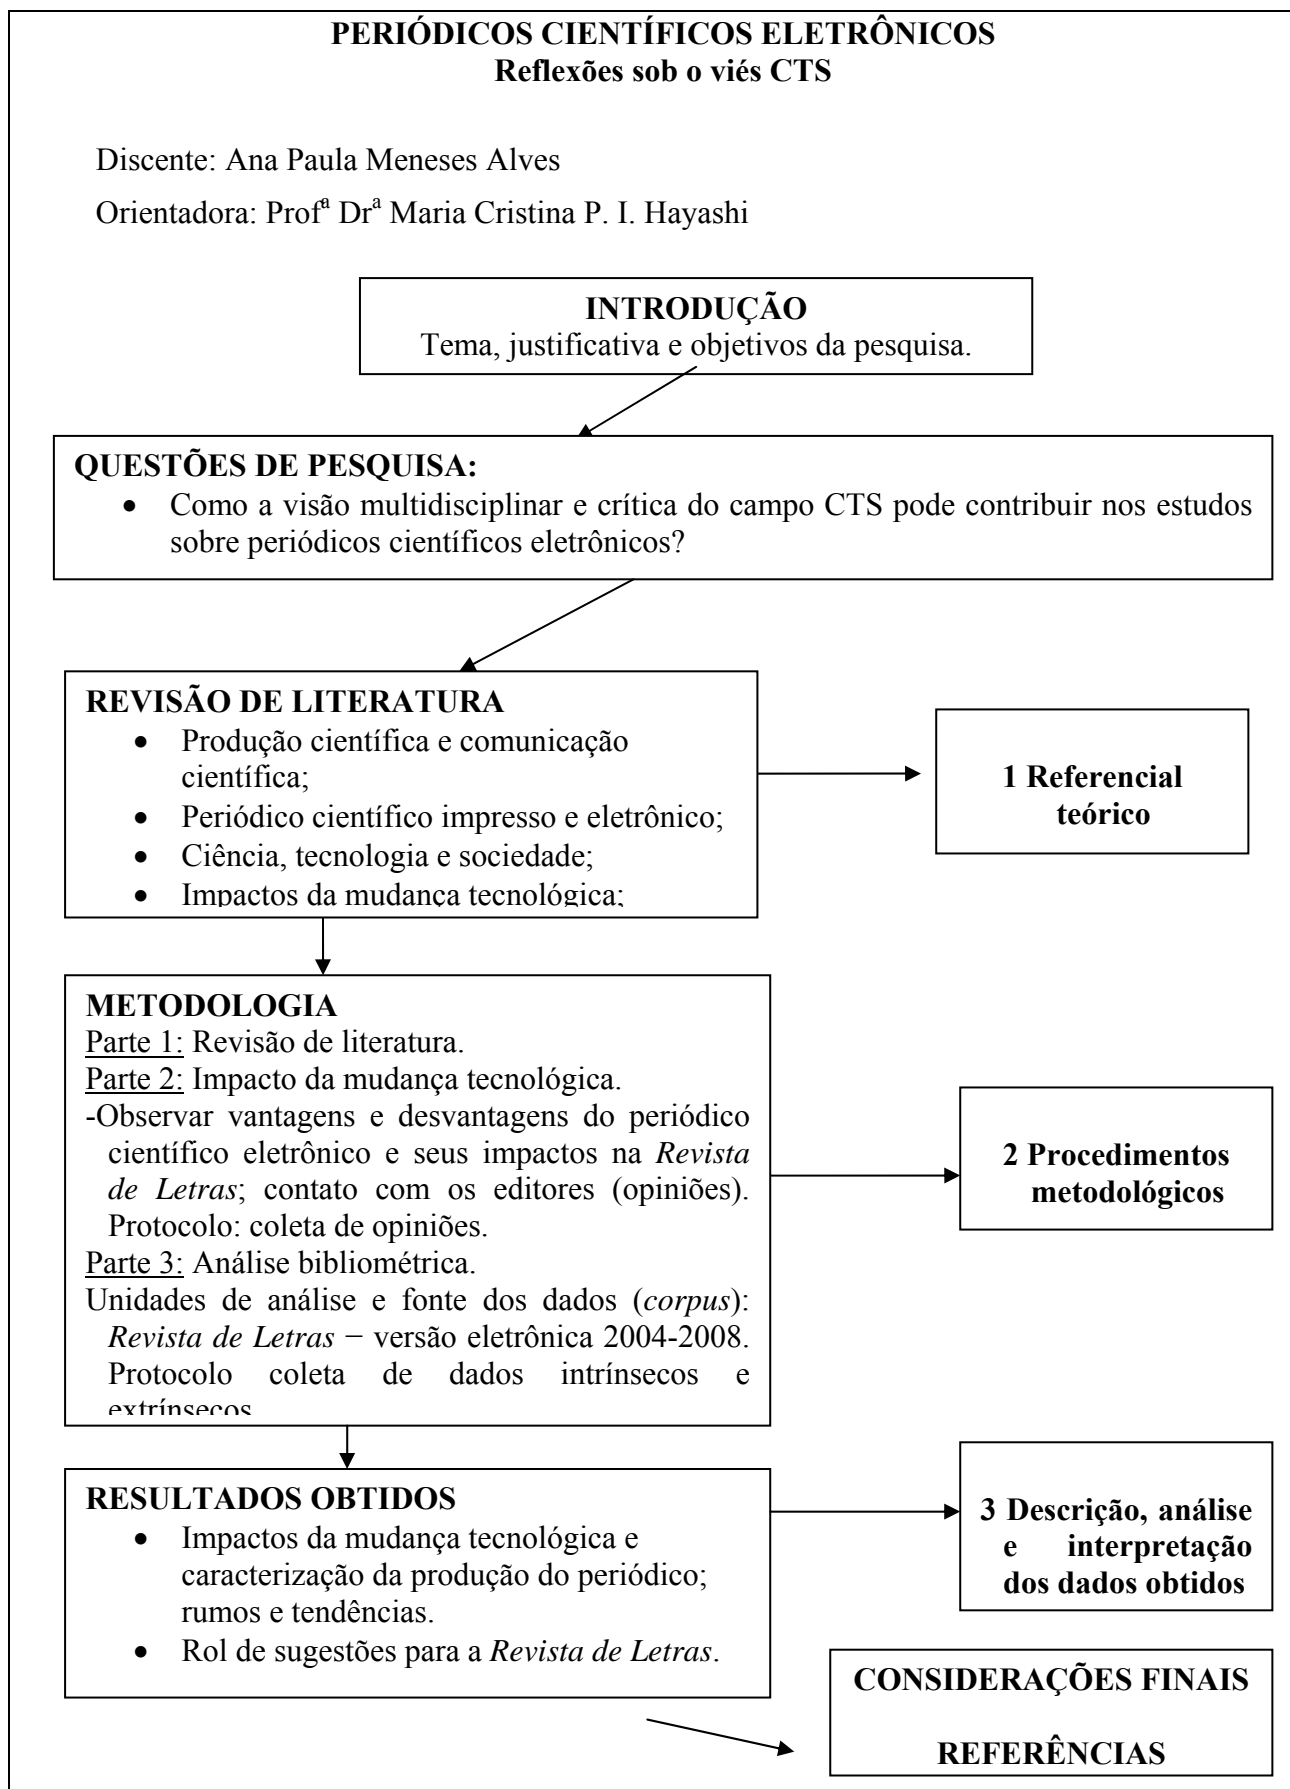 PERIÓDICOS CIENTÍFICOS ELETRÔNICOS
Reflexões sob o viés CTS
Discente: Ana Paula Meneses Alves
Orientadora: Profª Drª Maria Cristina P. I. Hayashi
INTRODUÇÃO
Tema, justificativa e objetivos da pesquisa.
QUESTÕES DE PESQUISA:
• Como a visão multidisciplinar e crítica do campo CTS pode contribuir nos estudos
sobre periódicos científicos eletrônicos?
REVISÃO DE LITERATURA
• Produção científica e comunicação
científica;
• Periódico científico impresso e eletrônico;
• Ciência, tecnologia e sociedade;
• Impactos da mudança tecnológica;
1 Referencial
teórico
METODOLOGIA
Parte 1: Revisão de literatura.
Parte 2: Impacto da mudança tecnológica.
-Observar vantagens e desvantagens do periódico
científico eletrônico e seus impactos na Revista
de Letras; contato com os editores (opiniões).
Protocolo: coleta de opiniões.
Parte 3: Análise bibliométrica.
Unidades de análise e fonte dos dados (corpus):
Revista de Letras − versão eletrônica 2004-2008.
Protocolo coleta de dados intrínsecos e
extrínsecos
2 Procedimentos
metodológicos
RESULTADOS OBTIDOS
• Impactos da mudança tecnológica e
caracterização da produção do periódico;
rumos e tendências.
• Rol de sugestões para a Revista de Letras.
3 Descrição, análise
e interpretação
dos dados obtidos
CONSIDERAÇÕES FINAIS
REFERÊNCIAS